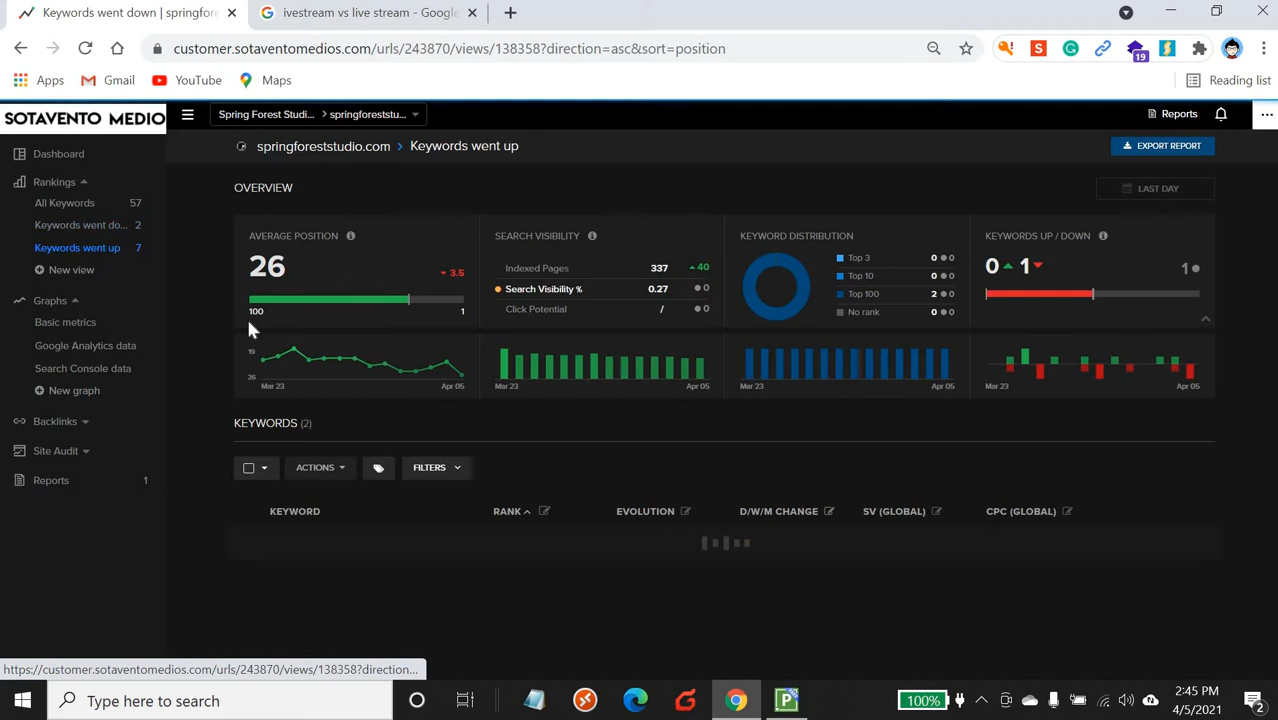 Keywords went down | springfores
ivestream vs live stream - Google
customer.sotaventomedios.com/urls/243870/views/138358?direction=asc&sort=position
19
Apps
Gmail
YouTube
Maps
Reading list
SOTAVENTO MEDIO
Spring Forest Studi... > springforeststu...
Reports
springforeststudio.com > Keywords went up
EXPORT REPORT
Dashboard
Rankings
All Keywords 57
Keywords went do... 2
Keywords went up 7
New view
Graphs
Basic metrics
Google Analytics data
Search Console data
New graph
Backlinks
Site Audit
Reports 1
OVERVIEW
LAST DAY
AVERAGE POSITION
26
3.5
100 1
19
26
Mar 23 Apr 05
SEARCH VISIBILITY
Indexed Pages 337 40
Search Visibility % 0.27 0
Click Potential / 0
Mar 23 Apr 05
KEYWORD DISTRIBUTION
Top 3 0 0
Top 10 0 0
Top 100 2 0
No rank 0 0
Mar 23 Apr 05
KEYWORDS UP / DOWN
0 1 1
Mar 23 Apr 05
KEYWORDS (2)
ACTIONS
FILTERS
KEYWORD RANK EVOLUTION D/W/M CHANGE SV (GLOBAL) CPC (GLOBAL)
https://customer.sotaventomedios.com/urls/243870/views/138358?direction...
Type here to search
100%
2:45 PM
4/5/2021
2